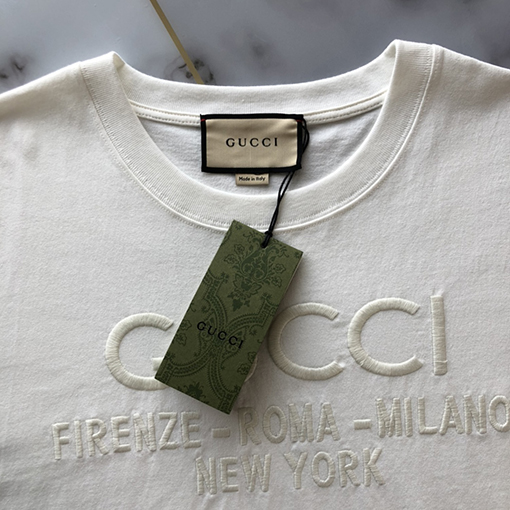 GUCCI
Made in Italy
GUCCI
GUCCI
FIRENZE - ROMA - MILANO
NEW YORK